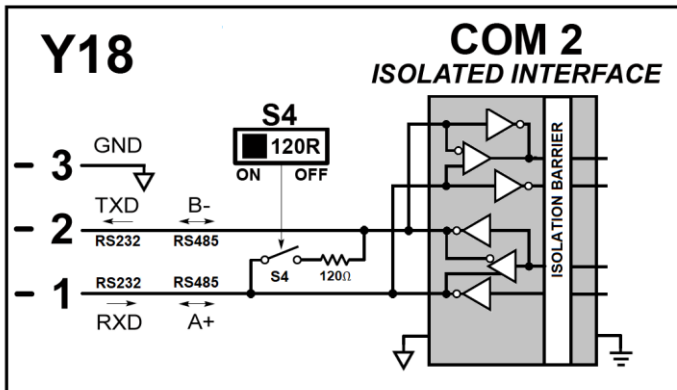 Y18
COM 2
ISOLATED INTERFACE
S4
120R
ON OFF
- 3 GND
TXD B-
- 2
RS232 RS485
S4 120Ω
RS232 RS485
- 1
RXD A+
ISOLATION BARRIER